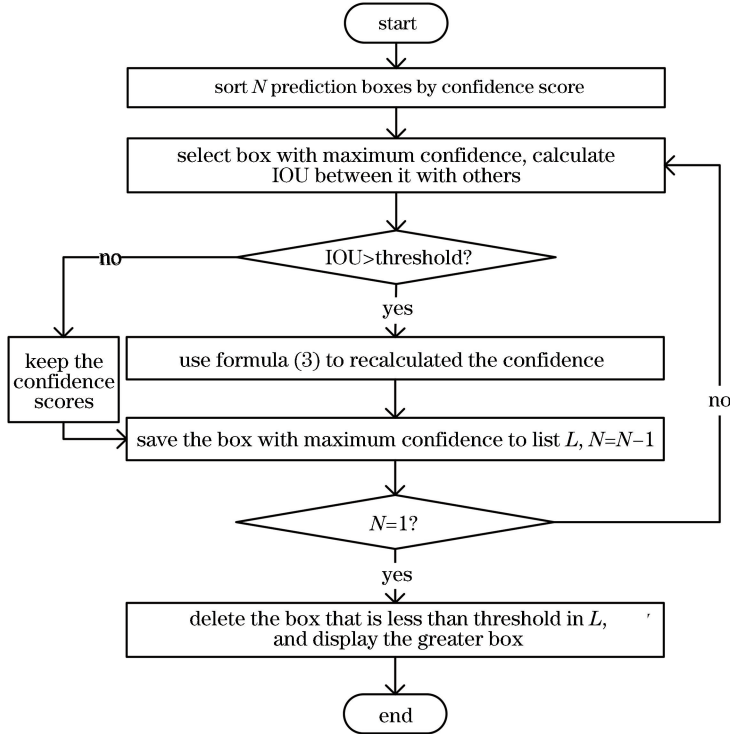 start
sort N prediction boxes by confidence score
select box with maximum confidence, calculate
IOU between it with others
IOU>threshold?
no
yes
keep the
confidence
scores
use formula (3) to recalculated the confidence
save the box with maximum confidence to list L, N=N−1
no
N=1?
yes
delete the box that is less than threshold in L,
and display the greater box
end